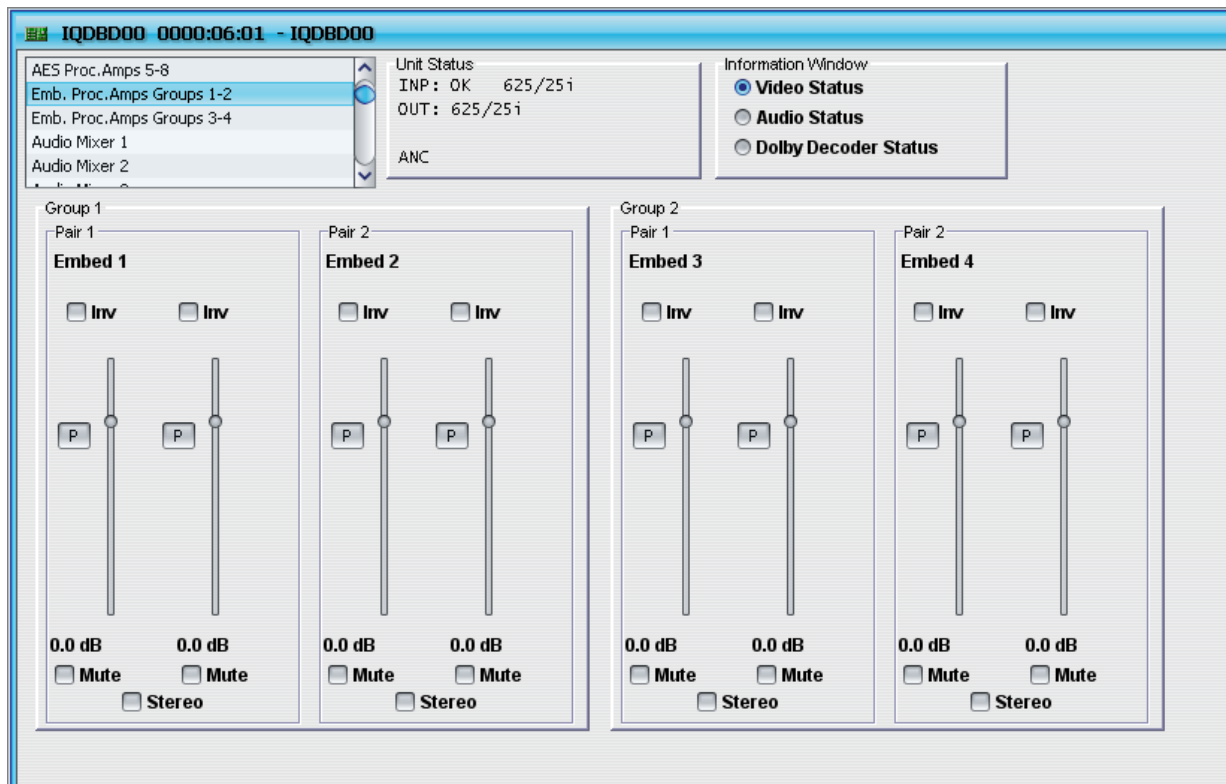 IQDBD00 0000:06:01 - IQDBD00
AES Proc.Amps 5-8
Emb. Proc.Amps Groups 1-2
Emb. Proc.Amps Groups 3-4
Audio Mixer 1
Audio Mixer 2
Unit Status
INP: OK 625/25i
OUT: 625/25i
ANC
Information Window
Video Status
Audio Status
Dolby Decoder Status
Group 1
Pair 1
Embed 1
Inv Inv
P P
0.0 dB 0.0 dB
Mute Mute
Stereo
Pair 2
Embed 2
Inv Inv
P P
0.0 dB 0.0 dB
Mute Mute
Stereo
Group 2
Pair 1
Embed 3
Inv Inv
P P
0.0 dB 0.0 dB
Mute Mute
Stereo
Pair 2
Embed 4
Inv Inv
P P
0.0 dB 0.0 dB
Mute Mute
Stereo